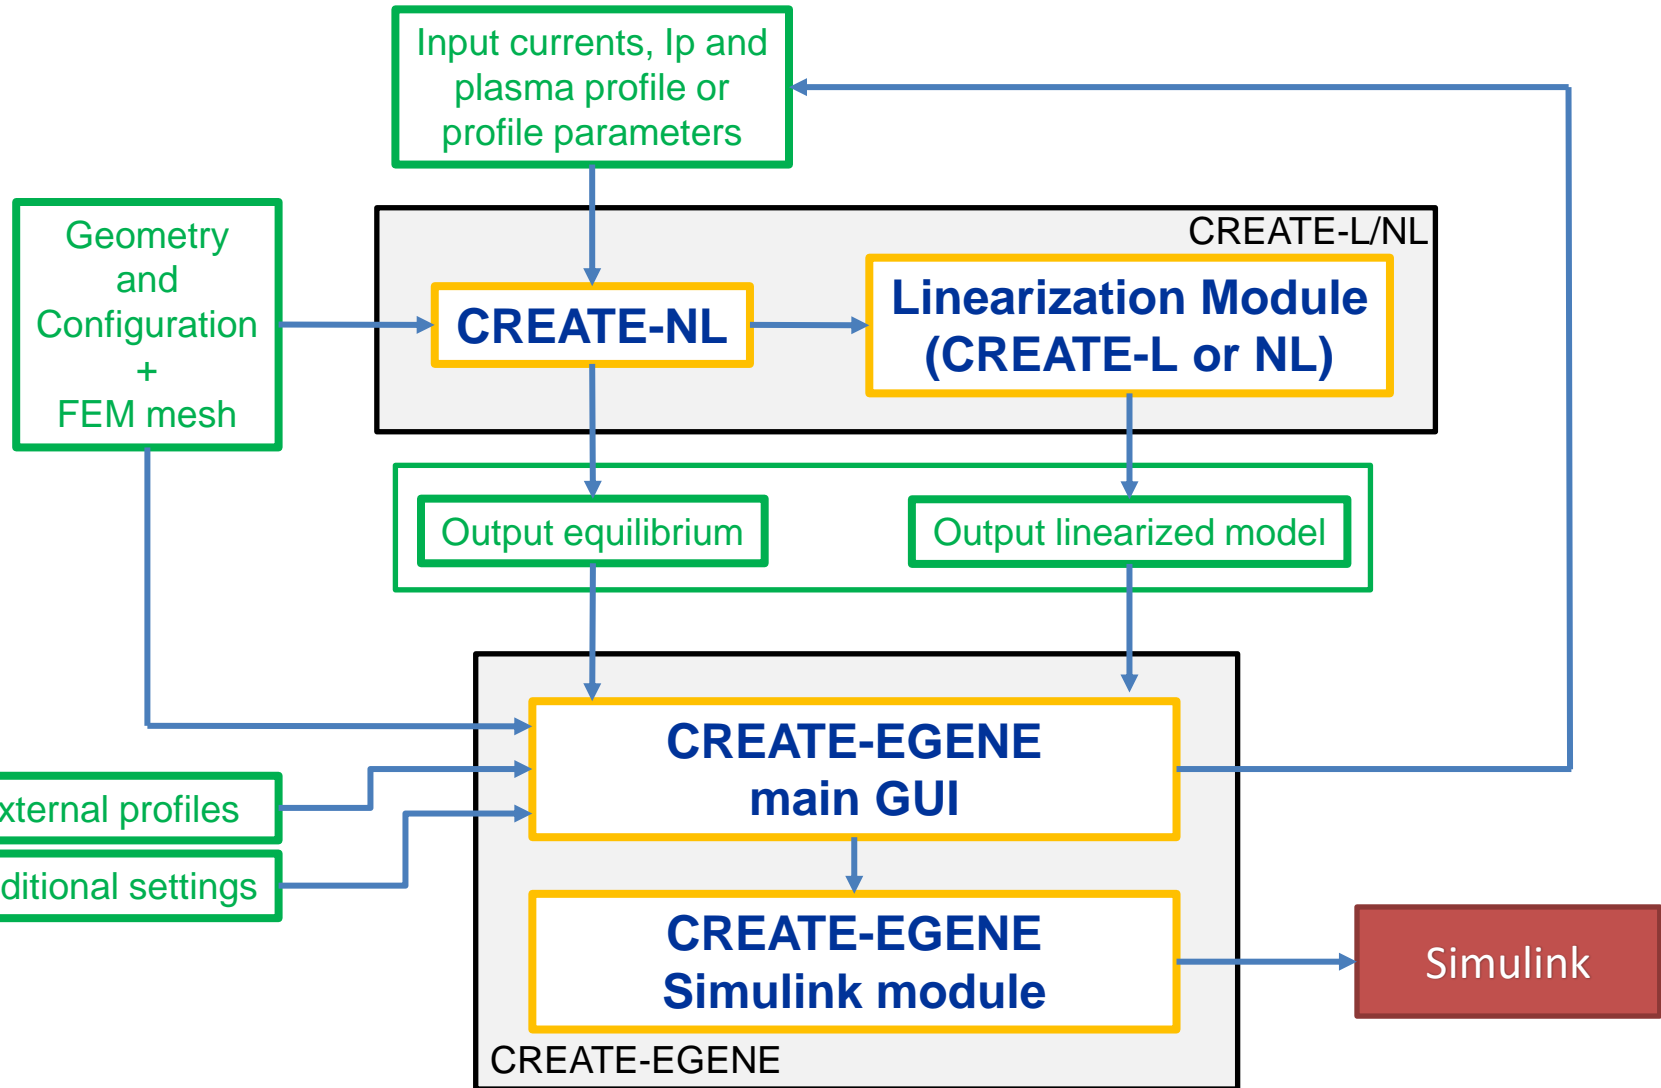 Input currents, Ip and
plasma profile or
profile parameters
Geometry
and
Configuration
+
FEM mesh
CREATE-L/NL
CREATE-NL
Linearization Module
(CREATE-L or NL)
Output equilibrium
Output linearized model
CREATE-EGENE
main GUI
xternal profiles
ditional settings
CREATE-EGENE
Simulink module
Simulink
CREATE-EGENE